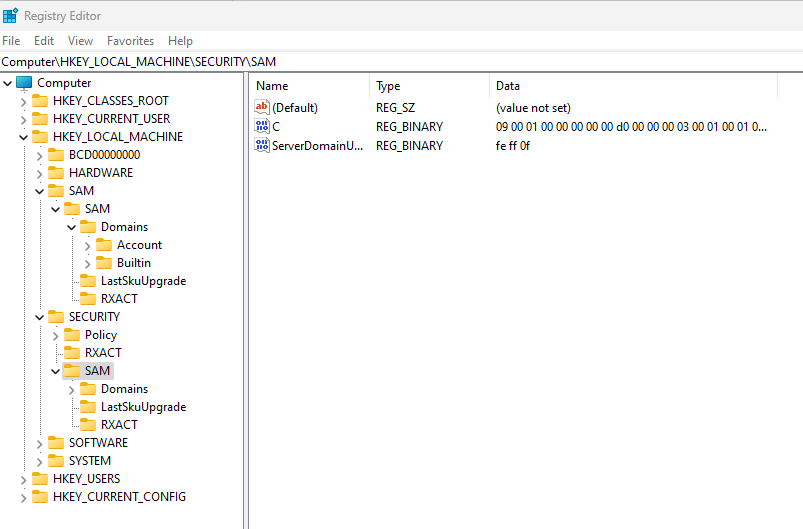 Registry Editor
File Edit View Favorites Help
Computer\HKEY_LOCAL_MACHINE\SECURITY\SAM
Computer
HKEY_CLASSES_ROOT
HKEY_CURRENT_USER
HKEY_LOCAL_MACHINE
BCD00000000
HARDWARE
SAM
SAM
Domains
Account
Builtin
LastSkuUpgrade
RXACT
SECURITY
Policy
RXACT
SAM
Domains
LastSkuUpgrade
RXACT
SOFTWARE
SYSTEM
HKEY_USERS
HKEY_CURRENT_CONFIG
Name Type Data
ab (Default) REG_SZ (value not set)
C REG_BINARY 09 00 01 00 00 00 00 00 d0 00 00 00 03 00 01 00 01 0...
ServerDomainU... REG_BINARY fe ff 0f